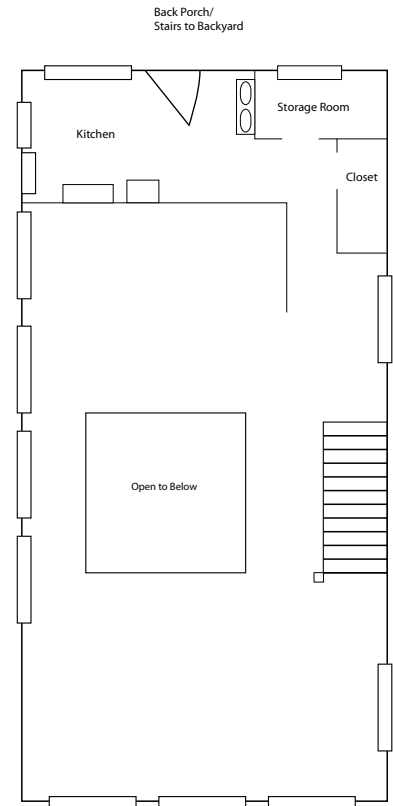 Back Porch/
Stairs to Backyard
Storage Room
Kitchen
Closet
Open to Below